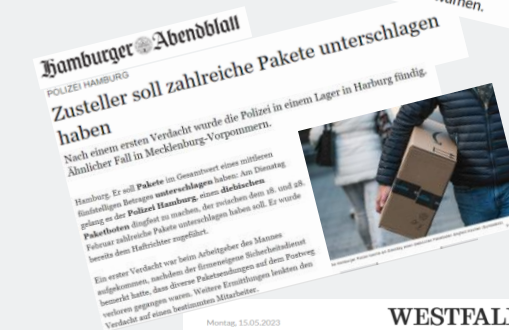 warnen.
Hamburger Abendblatt
POLIZEI HAMBURG
Zusteller soll zahlreiche Pakete unterschlagen
haben
Nach einem ersten Verdacht wurde die Polizei in einem Lager in Harburg fündig.
Ähnlicher Fall in Mecklenburg-Vorpommern.
Hamburg. Er soll Pakete im Gesamtwert eines mittleren
fünfstelligen Betrages unterschlagen haben: Am Dienstag
gelang es der Polizei Hamburg, einen diebischen
Paketboten dingfest zu machen, der zwischen dem 18. und 28.
Februar zahlreiche Pakete unterschlagen haben soll. Er wurde
bereits dem Haftrichter zugeführt.
Ein erster Verdacht war beim Arbeitgeber des Mannes
aufgekommen, nachdem der firmeneigene Sicherheitsdienst
bemerkt hatte, dass diverse Paketsendungen auf dem Postweg
verloren gegangen waren. Weitere Ermittlungen lenkten den
Verdacht auf einen bestimmten Mitarbeiter.
Montag, 15.05.2023
WESTFAL